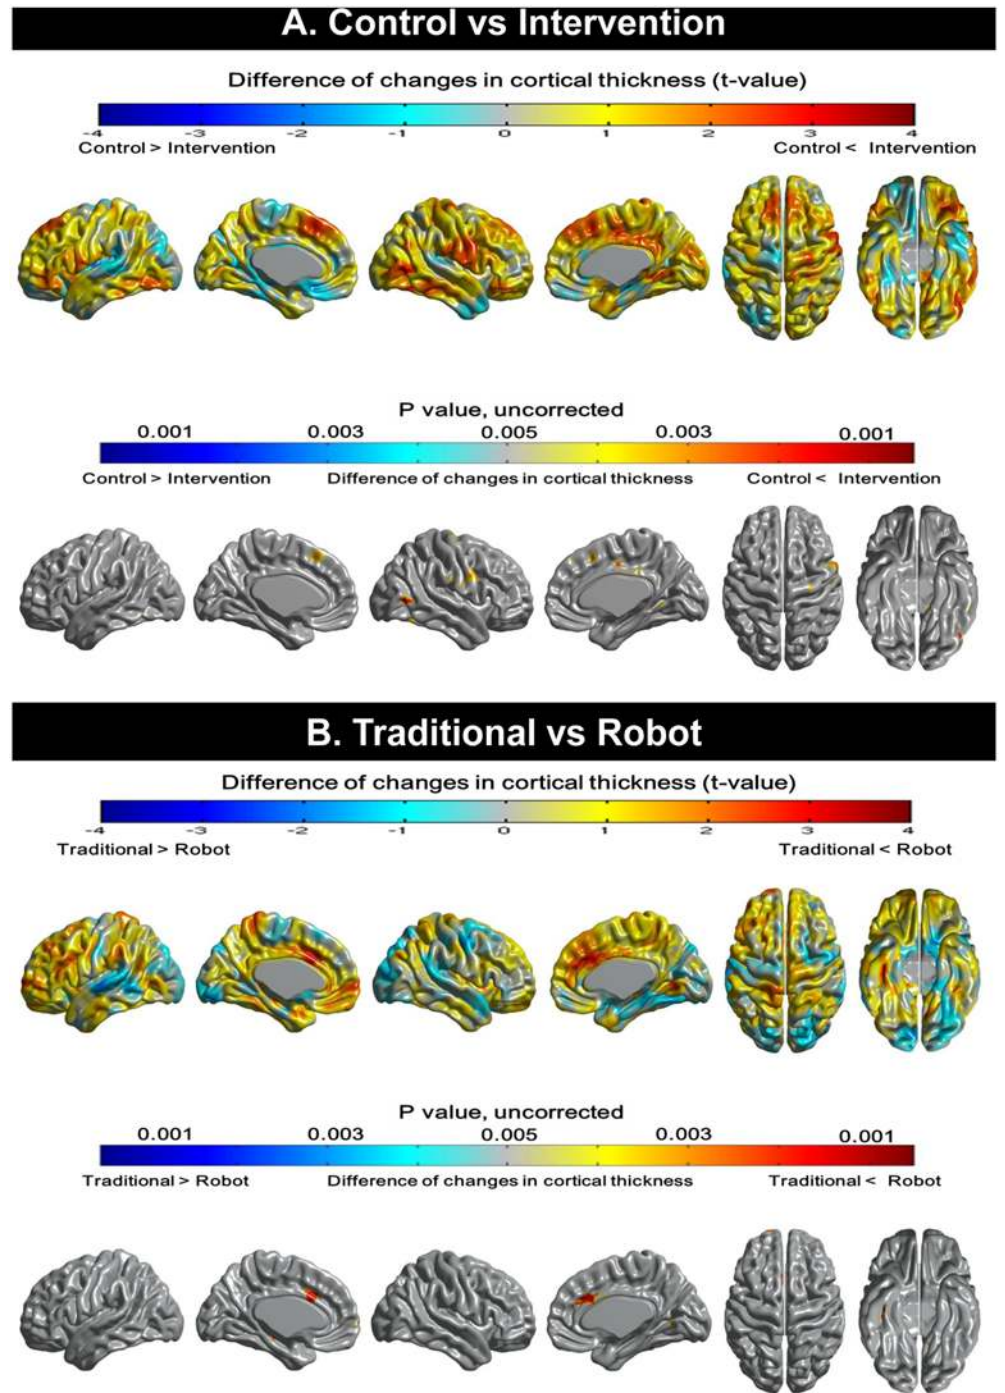 A. Control vs Intervention
Difference of changes in cortical thickness (t-value)
-4 -3 -2 -1 0 1 2 3 4
Control > Intervention Control < Intervention
P value, uncorrected
0.001 0.003 0.005 0.003 0.001
Control > Intervention Difference of changes in cortical thickness Control < Intervention
B. Traditional vs Robot
Difference of changes in cortical thickness (t-value)
-4 -3 -2 -1 0 1 2 3 4
Traditional > Robot Traditional < Robot
P value, uncorrected
0.001 0.003 0.005 0.003 0.001
Traditional > Robot Difference of changes in cortical thickness Traditional < Robot